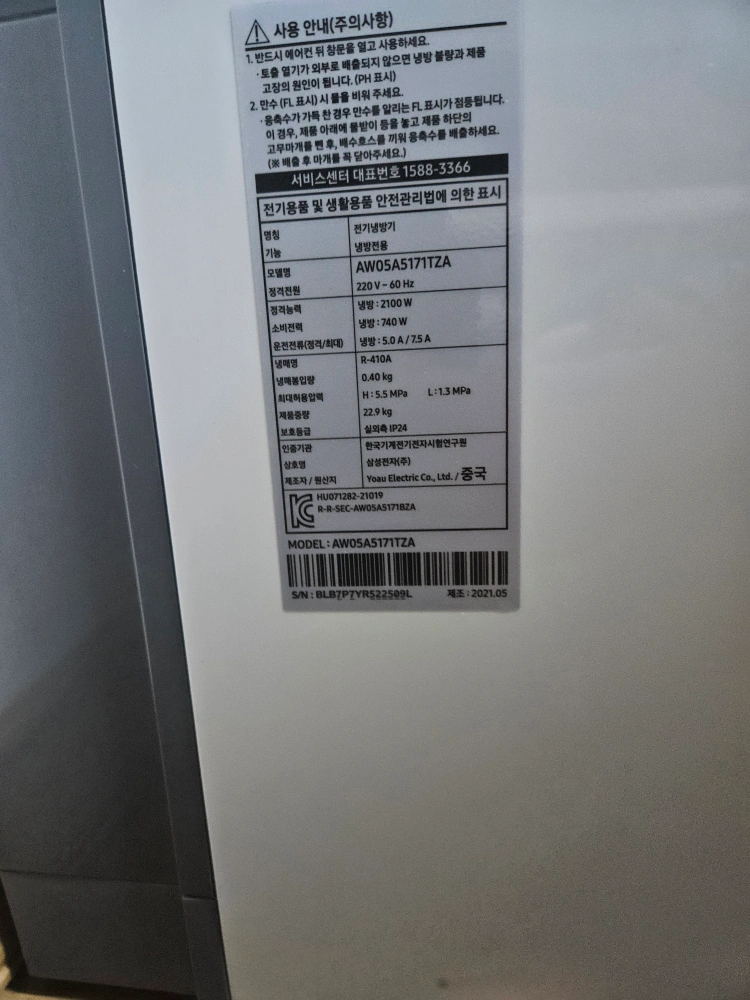 사용 안내(주의사항)
1. 반드시 에어컨 뒤 창문을 열고 사용하세요.
· 토출 열기가 외부로 배출되지 않으면 냉방 불량과 제품
고장의 원인이 됩니다. (PH 표시)
2. 만수 (FL 표시) 시 물을 비워 주세요.
· 응축수가 가득 찬 경우 만수를 알리는 FL 표시가 점등됩니다.
이 경우, 제품 아래에 물받이 등을 놓고 제품 하단의
고무마개를 뺀 후, 배수호스를 끼워 응축수를 배출하세요.
(※ 배출 후 마개를 꼭 닫아주세요.)
서비스센터 대표번호 1588-3366
전기용품 및 생활용품 안전관리법에 의한 표시
명칭 전기냉방기
기능 냉방전용
모델명 AW05A5171TZA
정격전원 220 V ~ 60 Hz
정격능력 냉방 : 2100 W
소비전력 냉방 : 740 W
운전전류(정격/최대) 냉방 : 5.0 A / 7.5 A
냉매명 R-410A
냉매봉입량 0.40 kg
최대허용압력 H : 5.5 MPa L : 1.3 MPa
제품중량 22.9 kg
보호등급 실외측 IP24
인증기관 한국기계전기전자시험연구원
상호명 삼성전자(주)
제조자 / 원산지 Yoau Electric Co., Ltd. / 중국
HU071282-21019
R-R-SEC-AW05A5171BZA
MODEL : AW05A5171TZA
S/N : BLB7P7YR522509L 제조 : 2021.05